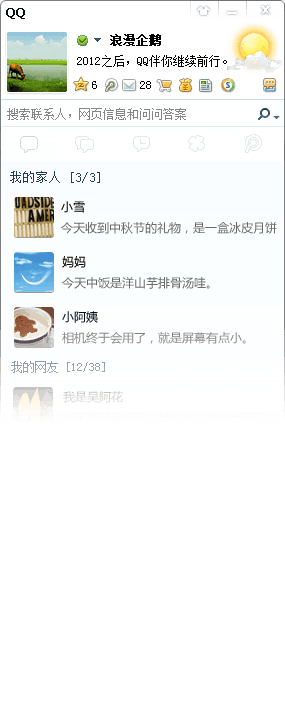 QQ
浪漫企鹅
2012之后，QQ伴你继续前行。
6 28
搜索联系人，网页信息和问问答案
我的家人 [3/3]
小雪
今天收到中秋节的礼物，是一盒冰皮月饼
妈妈
今天中饭是洋山芋排骨汤哇。
小阿姨
相机终于会用了，就是屏幕有点小。
我的网友 [12/38]
我是吴阿花